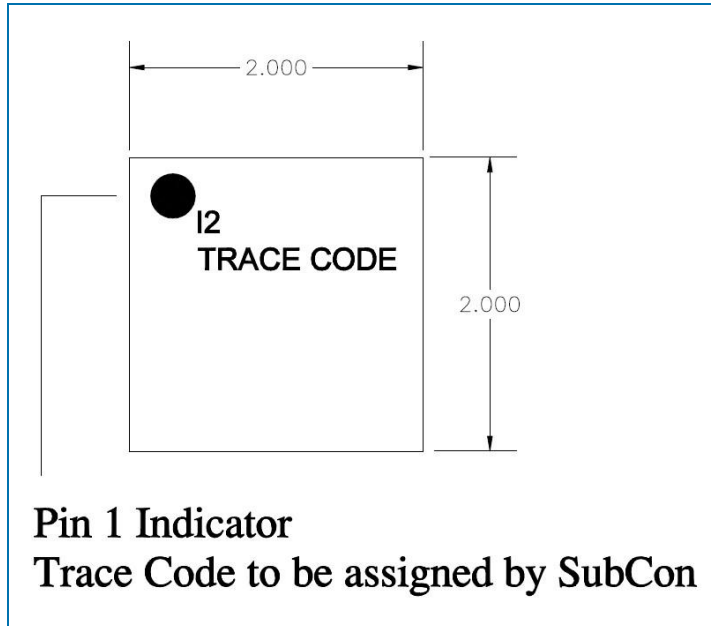 2.000
I2
TRACE CODE
2.000
Pin 1 Indicator
Trace Code to be assigned by SubCon